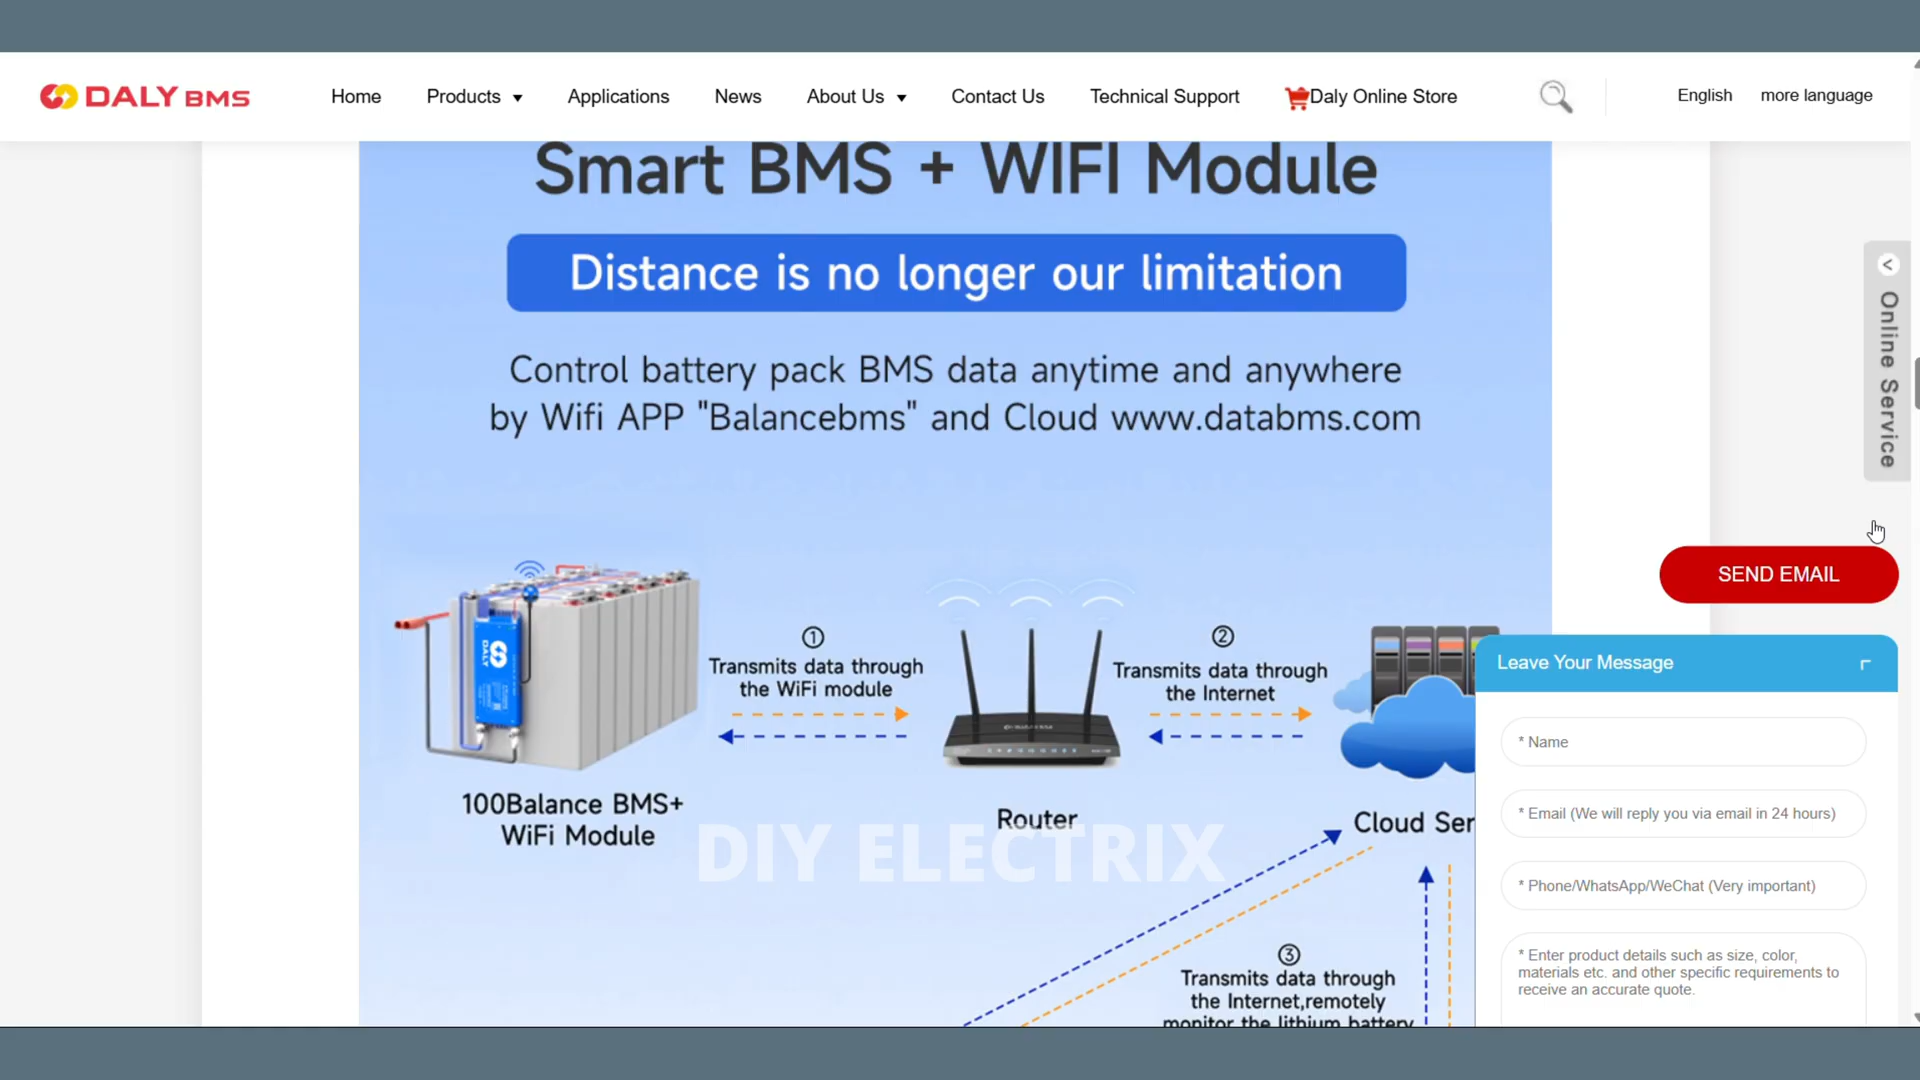 DALY BMS
Home
Products
Applications
News
About Us
Contact Us
Technical Support
Daly Online Store
English
more language
Smart BMS + WIFI Module
Distance is no longer our limitation
Control battery pack BMS data anytime and anywhere
by Wifi APP "Balancebms" and Cloud www.databms.com
Online Service
SEND EMAIL
DALY
①
Transmits data through
the WiFi module
②
Transmits data through
the Internet
100Balance BMS+
WiFi Module
Router
Cloud Ser
DIY ELECTRIX
③
Transmits data through
the Internet,remotely
monitor the lithium battery
Leave Your Message
* Name
* Email (We will reply you via email in 24 hours)
* Phone/WhatsApp/WeChat (Very important)
* Enter product details such as size, color,
materials etc. and other specific requirements to
receive an accurate quote.